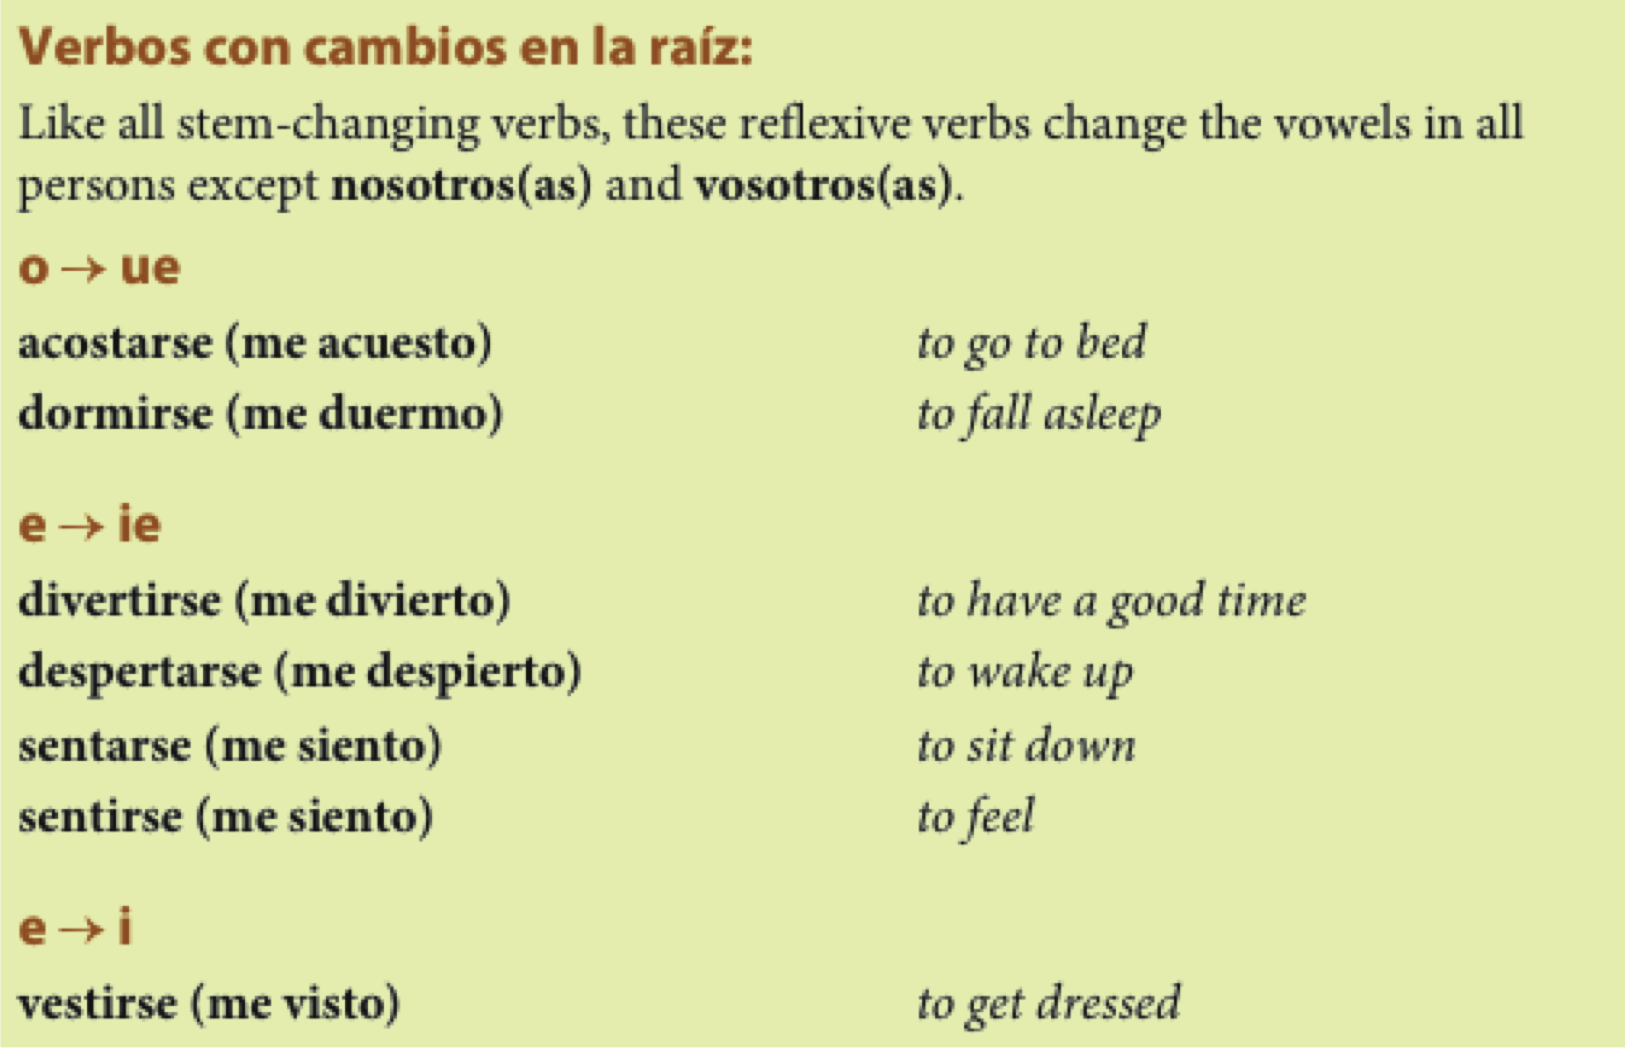 Verbos con cambios en la raíz:
Like all stem-changing verbs, these reflexive verbs change the vowels in all
persons except nosotros(as) and vosotros(as).
o → ue
acostarse (me acuesto) to go to bed
dormirse (me duermo) to fall asleep
e → ie
divertirse (me divierto) to have a good time
despertarse (me despierto) to wake up
sentarse (me siento) to sit down
sentirse (me siento) to feel
e → i
vestirse (me visto) to get dressed